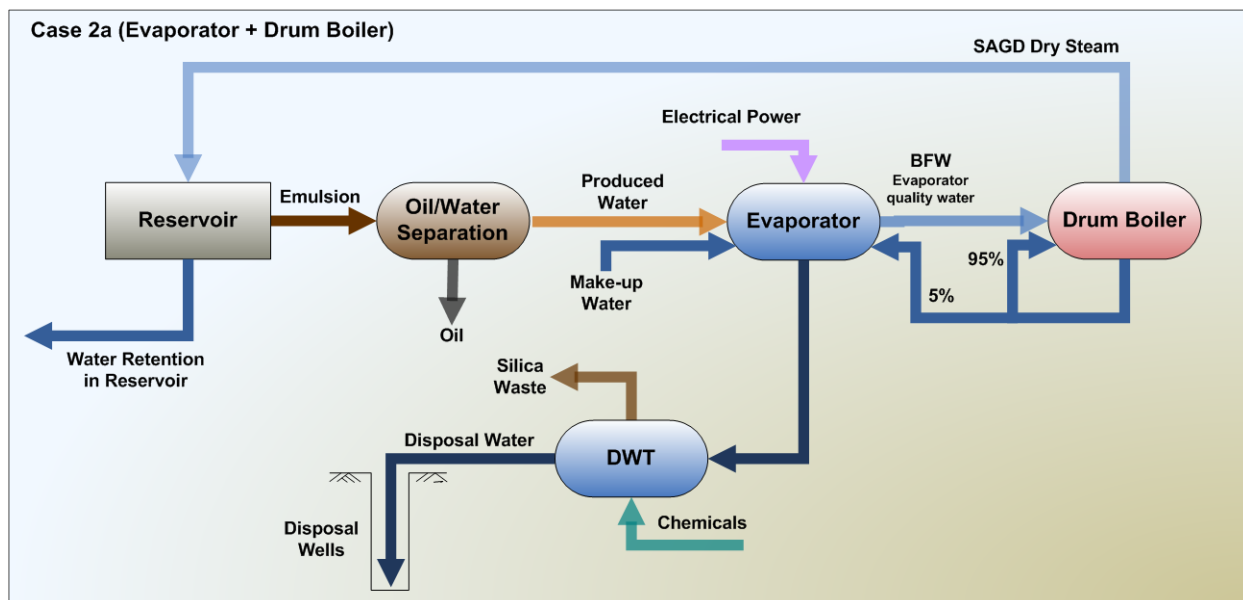 Case 2a (Evaporator + Drum Boiler)
SAGD Dry Steam
Electrical Power
BFW
Evaporator
quality water
Emulsion
Produced
Water
Reservoir
Oil/Water
Separation
Evaporator
Drum Boiler
95%
5%
Make-up
Water
Oil
Water Retention
in Reservoir
Silica
Waste
Disposal Water
DWT
Disposal
Wells
Chemicals